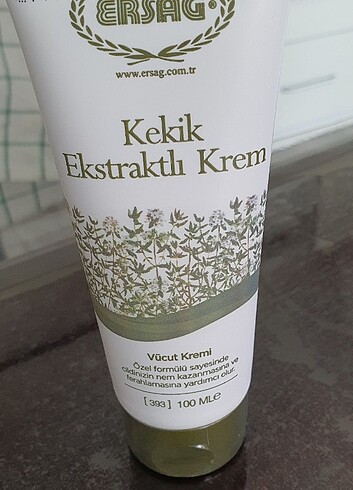 ERSAĞ®
www.ersag.com.tr
Kekik
Ekstraktlı Krem
Vücut Kremi
Özel formülü sayesinde
cildinizin nem kazanmasına ve
ferahlamasına yardımcı olur.
[393] 100 ML℮